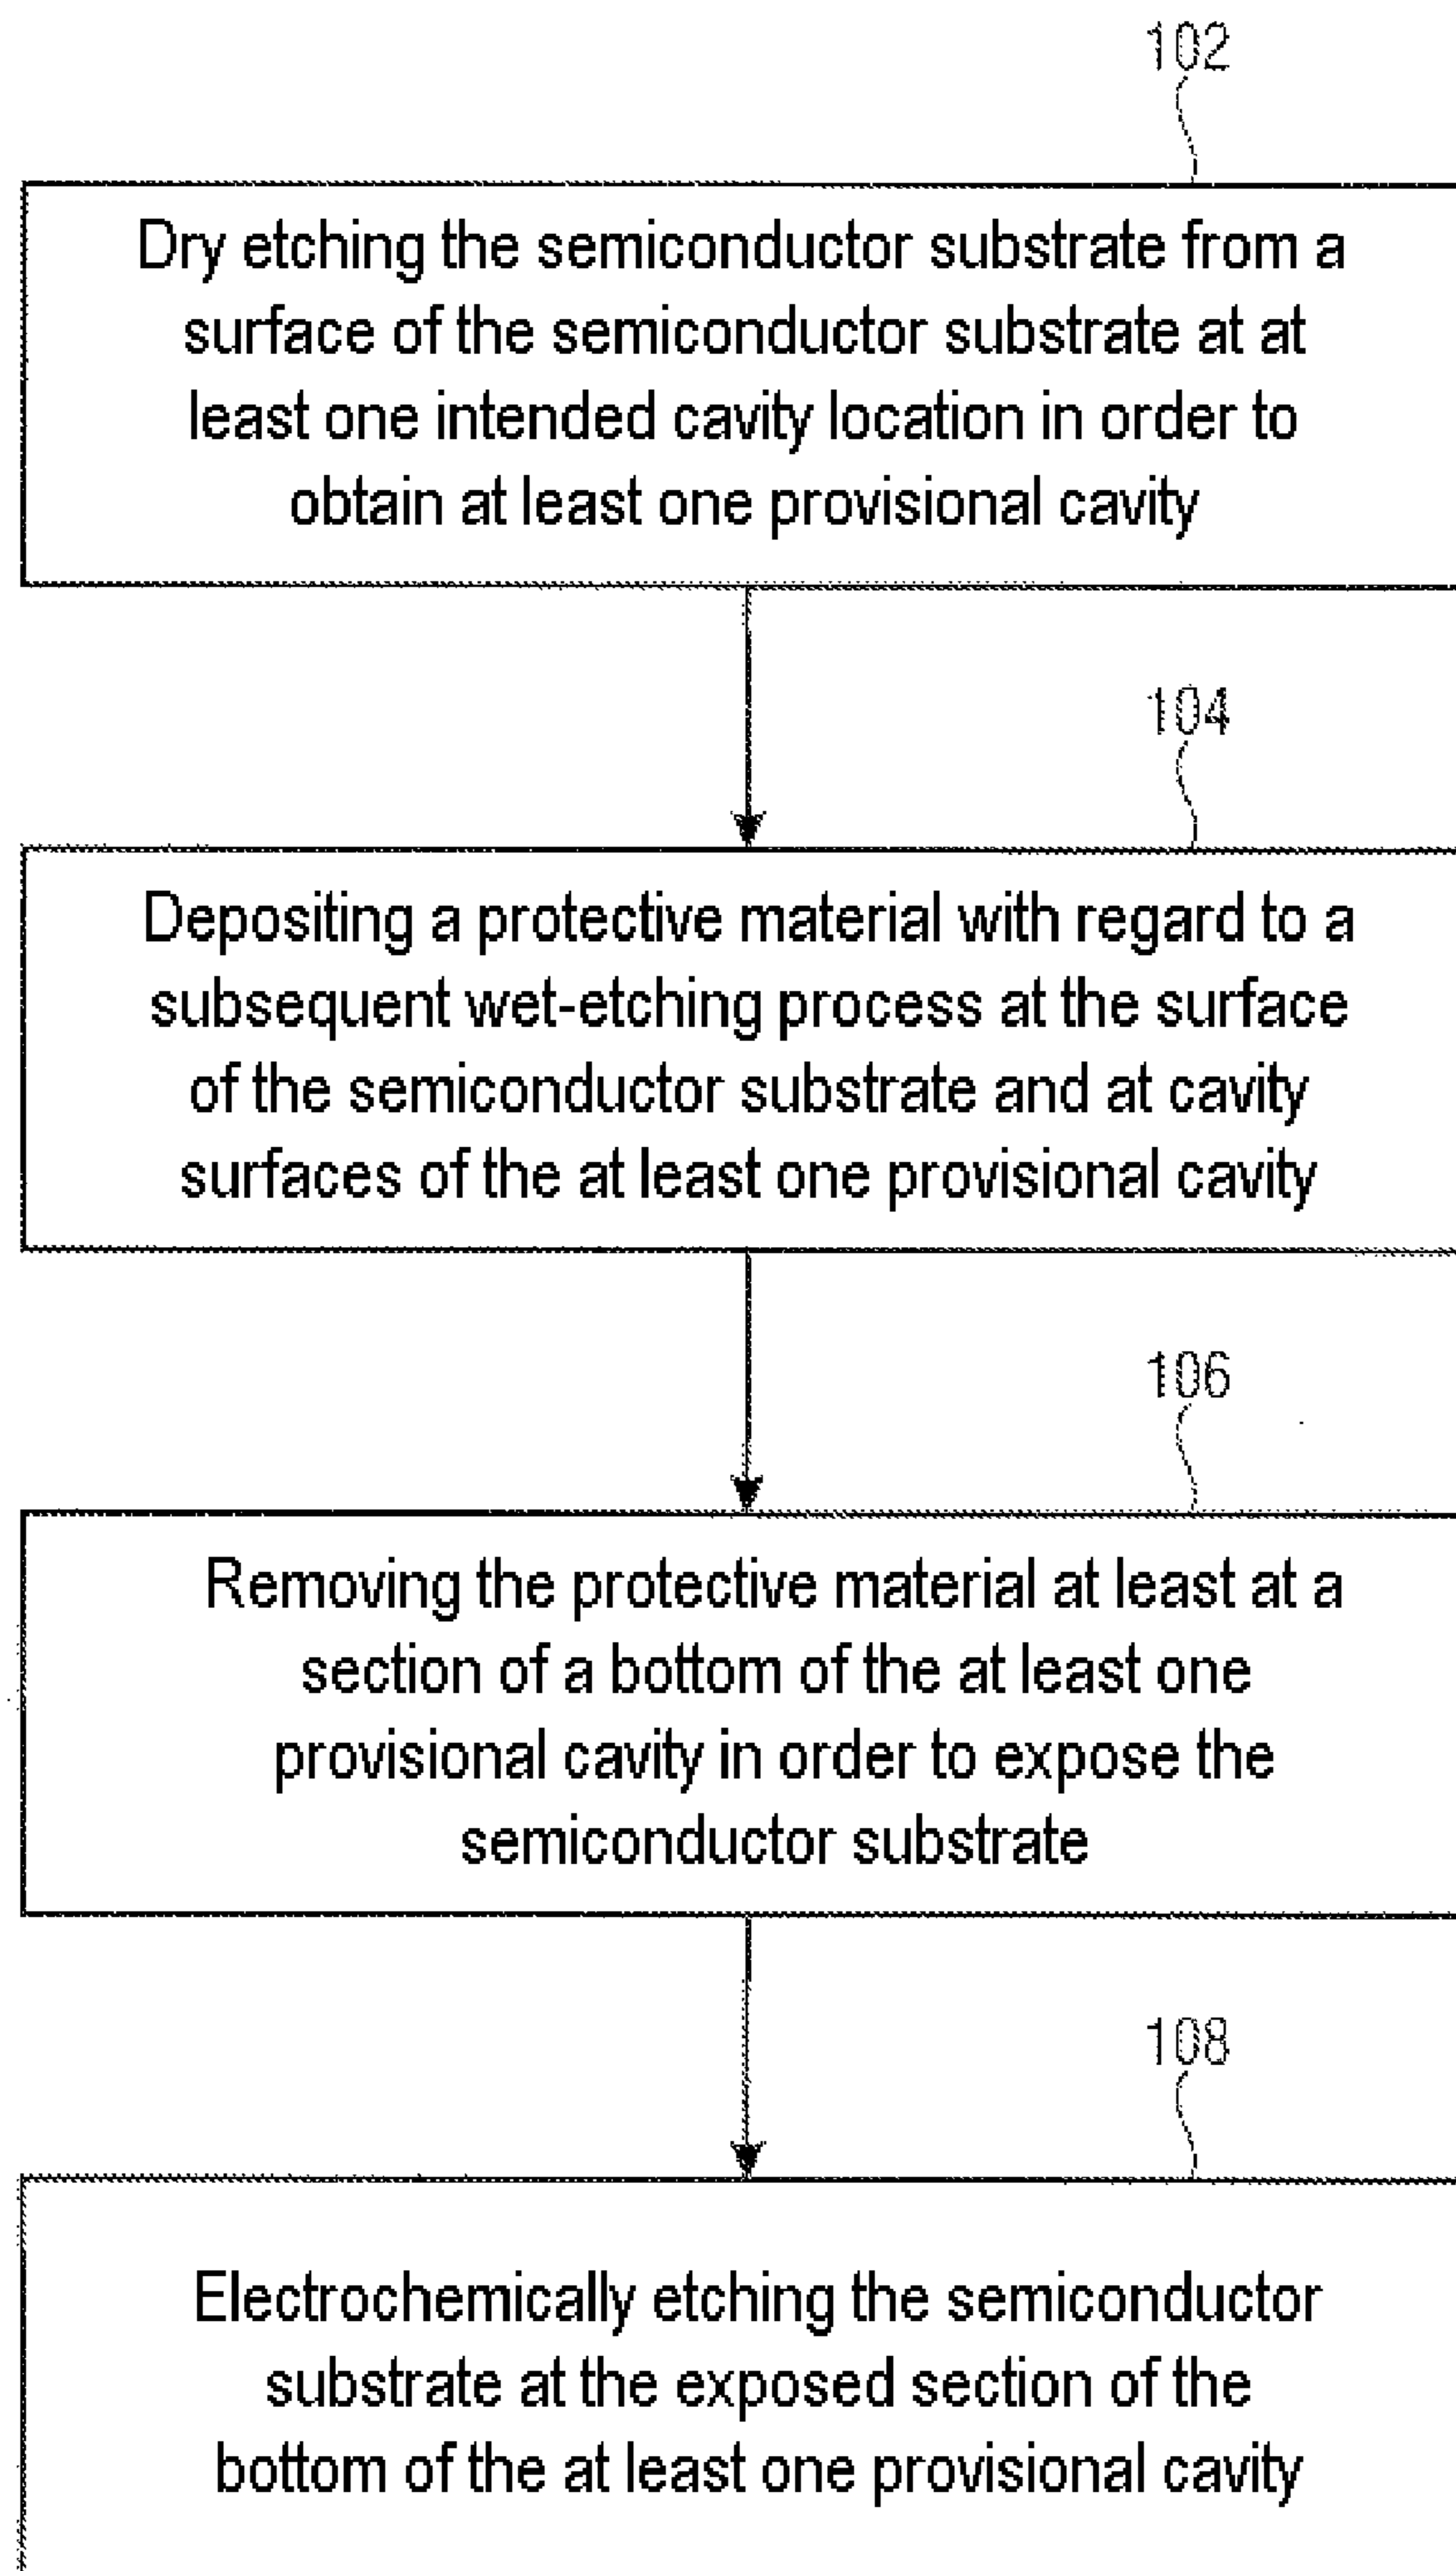 102
Dry etching the semiconductor substrate from a
surface of the semiconductor substrate at at
least one intended cavity location in order to
obtain at least one provisional cavity
104
Depositing a protective material with regard to a
subsequent wet-etching process at the surface
of the semiconductor substrate and at cavity
surfaces of the at least one provisional cavity
106
Removing the protective material at least at a
section of a bottom of the at least one
provisional cavity in order to expose the
semiconductor substrate
108
Electrochemically etching the semiconductor
substrate at the exposed section of the
bottom of the at least one provisional cavity